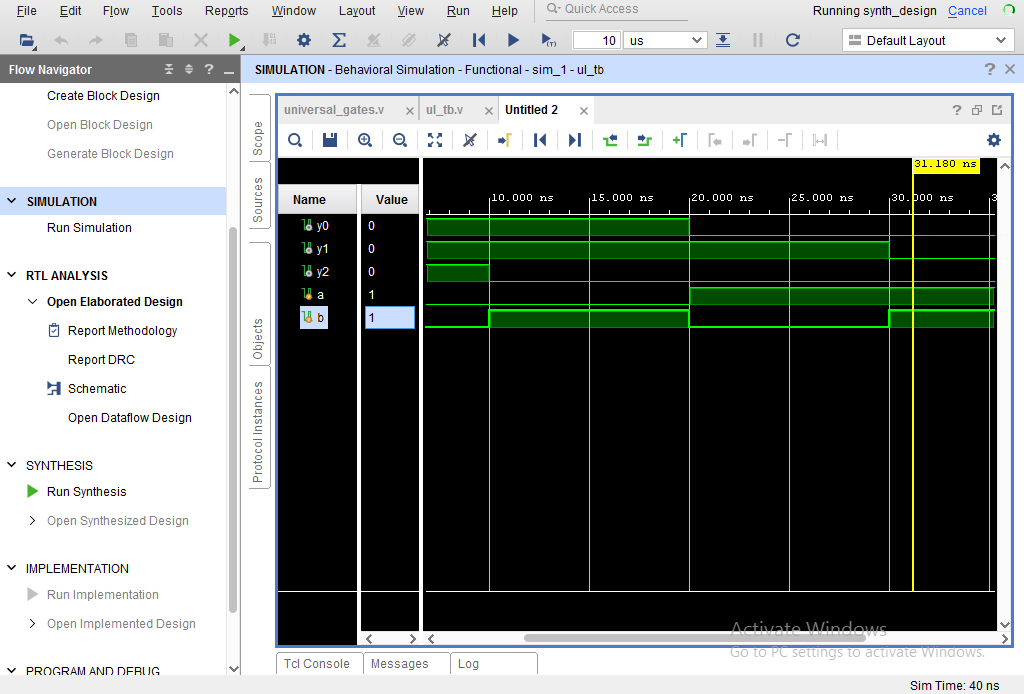 File Edit Flow Tools Reports Window Layout View Run Help Quick Access Running synth_design Cancel
10 us Default Layout
Flow Navigator
SIMULATION - Behavioral Simulation - Functional - sim_1 - ul_tb
Create Block Design
Open Block Design
Generate Block Design
SIMULATION
Run Simulation
RTL ANALYSIS
Open Elaborated Design
Report Methodology
Report DRC
Schematic
Open Dataflow Design
SYNTHESIS
Run Synthesis
Open Synthesized Design
IMPLEMENTATION
Run Implementation
Open Implemented Design
PROGRAM AND DEBUG
Scope
Sources
Objects
Protocol Instances
universal_gates.v ul_tb.v Untitled 2
31.180 ns
Name Value
10.000 ns 15.000 ns 20.000 ns 25.000 ns 30.000 ns 3
y0 0
y1 0
y2 0
a 1
b 1
Activate Windows
Go to PC settings to activate Windows.
Tcl Console Messages Log
Sim Time: 40 ns